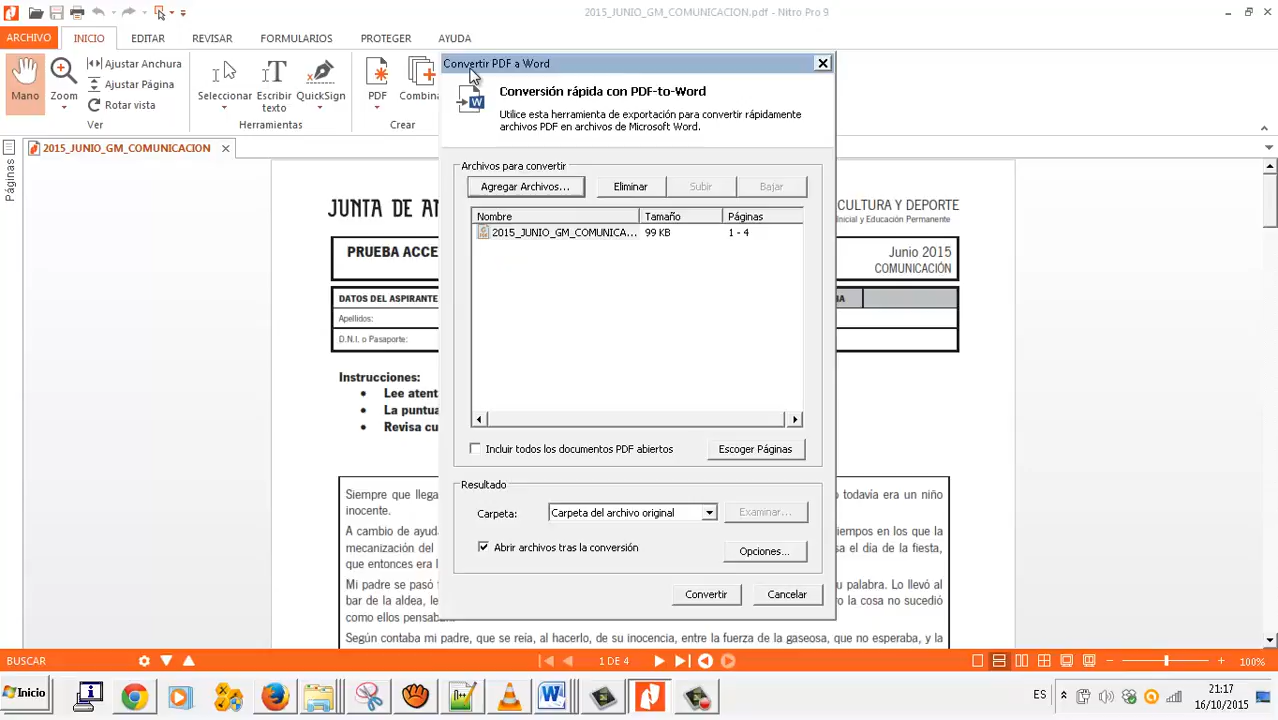 2015_JUNIO_GM_COMUNICACION.pdf - Nitro Pro 9
ARCHIVO INICIO EDITAR REVISAR FORMULARIOS PROTEGER AYUDA
Ajustar Anchura
Ajustar Página
Rotar vista
Mano Zoom
Ver
Seleccionar Escribir texto QuickSign
Herramientas
PDF Combina
Crear
2015_JUNIO_GM_COMUNICACION
Páginas
Convertir PDF a Word
Conversión rápida con PDF-to-Word
Utilice esta herramienta de exportación para convertir rápidamente
archivos PDF en archivos de Microsoft Word.
Archivos para convertir
Agregar Archivos... Eliminar Subir Bajar
Nombre Tamaño Páginas
2015_JUNIO_GM_COMUNICA... 99 KB 1 - 4
Incluir todos los documentos PDF abiertos Escoger Páginas
Resultado
Carpeta: Carpeta del archivo original Examinar...
Abrir archivos tras la conversión Opciones...
Convertir Cancelar
JUNTA DE AN CULTURA Y DEPORTE
Inicial y Educación Permanente
PRUEBA ACCE Junio 2015
COMUNICACIÓN
DATOS DEL ASPIRANTE
Apellidos:
D.N.I. o Pasaporte:
Instrucciones:
• Lee atent
• La puntua
• Revisa cu
Siempre que llega todavía era un niño
inocente.
A cambio de ayud iempos en los que la
mecanización del sa el día de la fiesta,
que entonces era l
Mi padre se pasó u palabra. Lo llevó al
bar de la aldea, le ro la cosa no sucedió
como ellos pensaba
Según contaba mi padre, que se reía, al hacerlo, de su inocencia, entre la fuerza de la gaseosa, que no esperaba, y la
BUSCAR 1 DE 4 100%
Inicio ES 21:17
16/10/2015